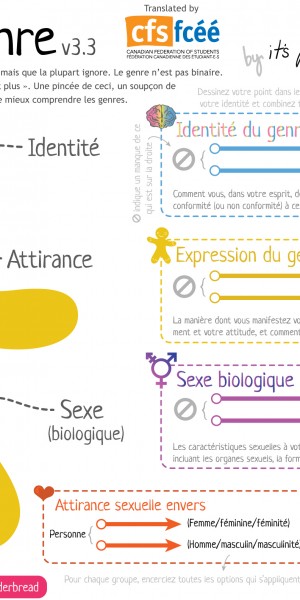 Translated by
nre v3.3
cfs fcéé
CANADIAN FEDERATION OF STUDENTS
FÉDÉRATION CANADIENNE DES ÉTUDIANT-E-S
by: it's
mais que la plupart ignore. Le genre n'est pas binaire.
plus ». Une pincée de ceci, un soupçon de
e mieux comprendre les genres.
Dessinez votre point dans le
votre identité et combinez
indique un manque de ce
qui est sur la droite
Identité
Identité du genr
Comment vous, dans votre esprit, d
conformité (ou non conformité) à ce
Attirance
Expression du ge
La manière dont vous manifestez vo
ment et votre attitude, et comment
Sexe
(biologique)
Sexe biologique
Les caractéristiques sexuelles à vot
incluant les organes sexuels, la form
Attirance sexuelle envers
Personne
(Femme/féminine/féminité)
(Homme/masculin/masculinité)
derbread
Pour chaque groupe, encerclez toutes les options qui s'appliquent